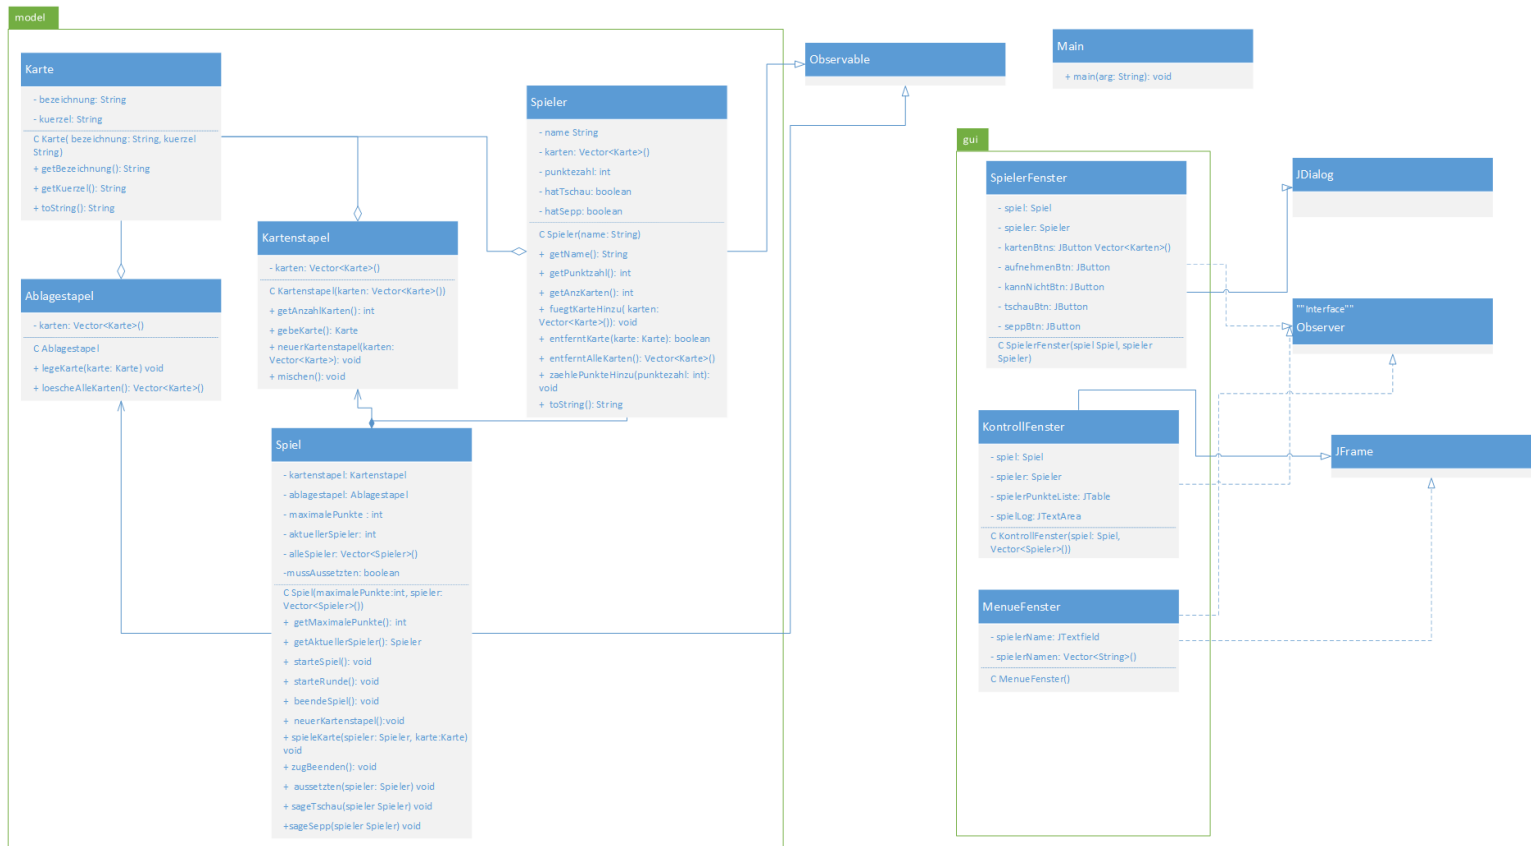 model
Karte
- bezeichnung: String
- kuerzel: String
C Karte( bezeichnung: String, kuerzel
String)
+ getBezeichnung(): String
+ getKuerzel(): String
+ toString(): String
Ablagestapel
- karten: Vector<Karte>()
C Ablagestapel
+ legeKarte(karte: Karte) void
+ loescheAlleKarten(): Vector<Karte>()
Kartenstapel
- karten: Vector<Karte>()
C Kartenstapel(karten: Vector<Karte>())
+ getAnzahlKarten(): int
+ gebeKarte(): Karte
+ neuerKartenstapel(karten:
Vector<Karte>): void
+ mischen(): void
Spieler
- name String
- karten: Vector<Karte>()
- punktezahl: int
- hatTschau: boolean
- hatSepp: boolean
C Spieler(name: String)
+ getName(): String
+ getPunktzahl(): int
+ getAnzKarten(): int
+ fuegtKarteHinzu( karten:
Vector<Karte>()): void
+ entferntKarte(karte: Karte): boolean
+ entferntAlleKarten(): Vector<Karte>()
+ zaehlePunkteHinzu(punktezahl: int):
void
+ toString(): String
Spiel
- kartenstapel: Kartenstapel
- ablagestapel: Ablagestapel
- maximalePunkte : int
- aktuellerSpieler: int
- alleSpieler: Vector<Spieler>()
-mussAussetzten: boolean
C Spiel(maximalePunkte:int, spieler:
Vector<Spieler>())
+ getMaximalePunkte(): int
+ getAktuellerSpieler(): Spieler
+ starteSpiel(): void
+ starteRunde(): void
+ beendeSpiel(): void
+ neuerKartenstapel():void
+ spieleKarte(spieler: Spieler, karte:Karte)
void
+ zugBeenden(): void
+ aussetzten(spieler: Spieler) void
+ sageTschau(spieler Spieler) void
+sageSepp(spieler Spieler) void
Observable
Main
+ main(arg: String): void
gui
SpielerFenster
- spiel: Spiel
- spieler: Spieler
- kartenBtns: JButton Vector<Karten>()
- aufnehmenBtn: JButton
- kannNichtBtn: JButton
- tschauBtn: JButton
- seppBtn: JButton
C SpielerFenster(spiel Spiel, spieler
Spieler)
KontrollFenster
- spiel: Spiel
- spieler: Spieler
- spielerPunkteListe: JTable
- spielLog: JTextArea
C KontrollFenster(spiel: Spiel,
Vector<Spieler>())
MenueFenster
- spielerName: JTextfield
- spielerNamen: Vector<String>()
C MenueFenster()
JDialog
""Interface""
Observer
JFrame